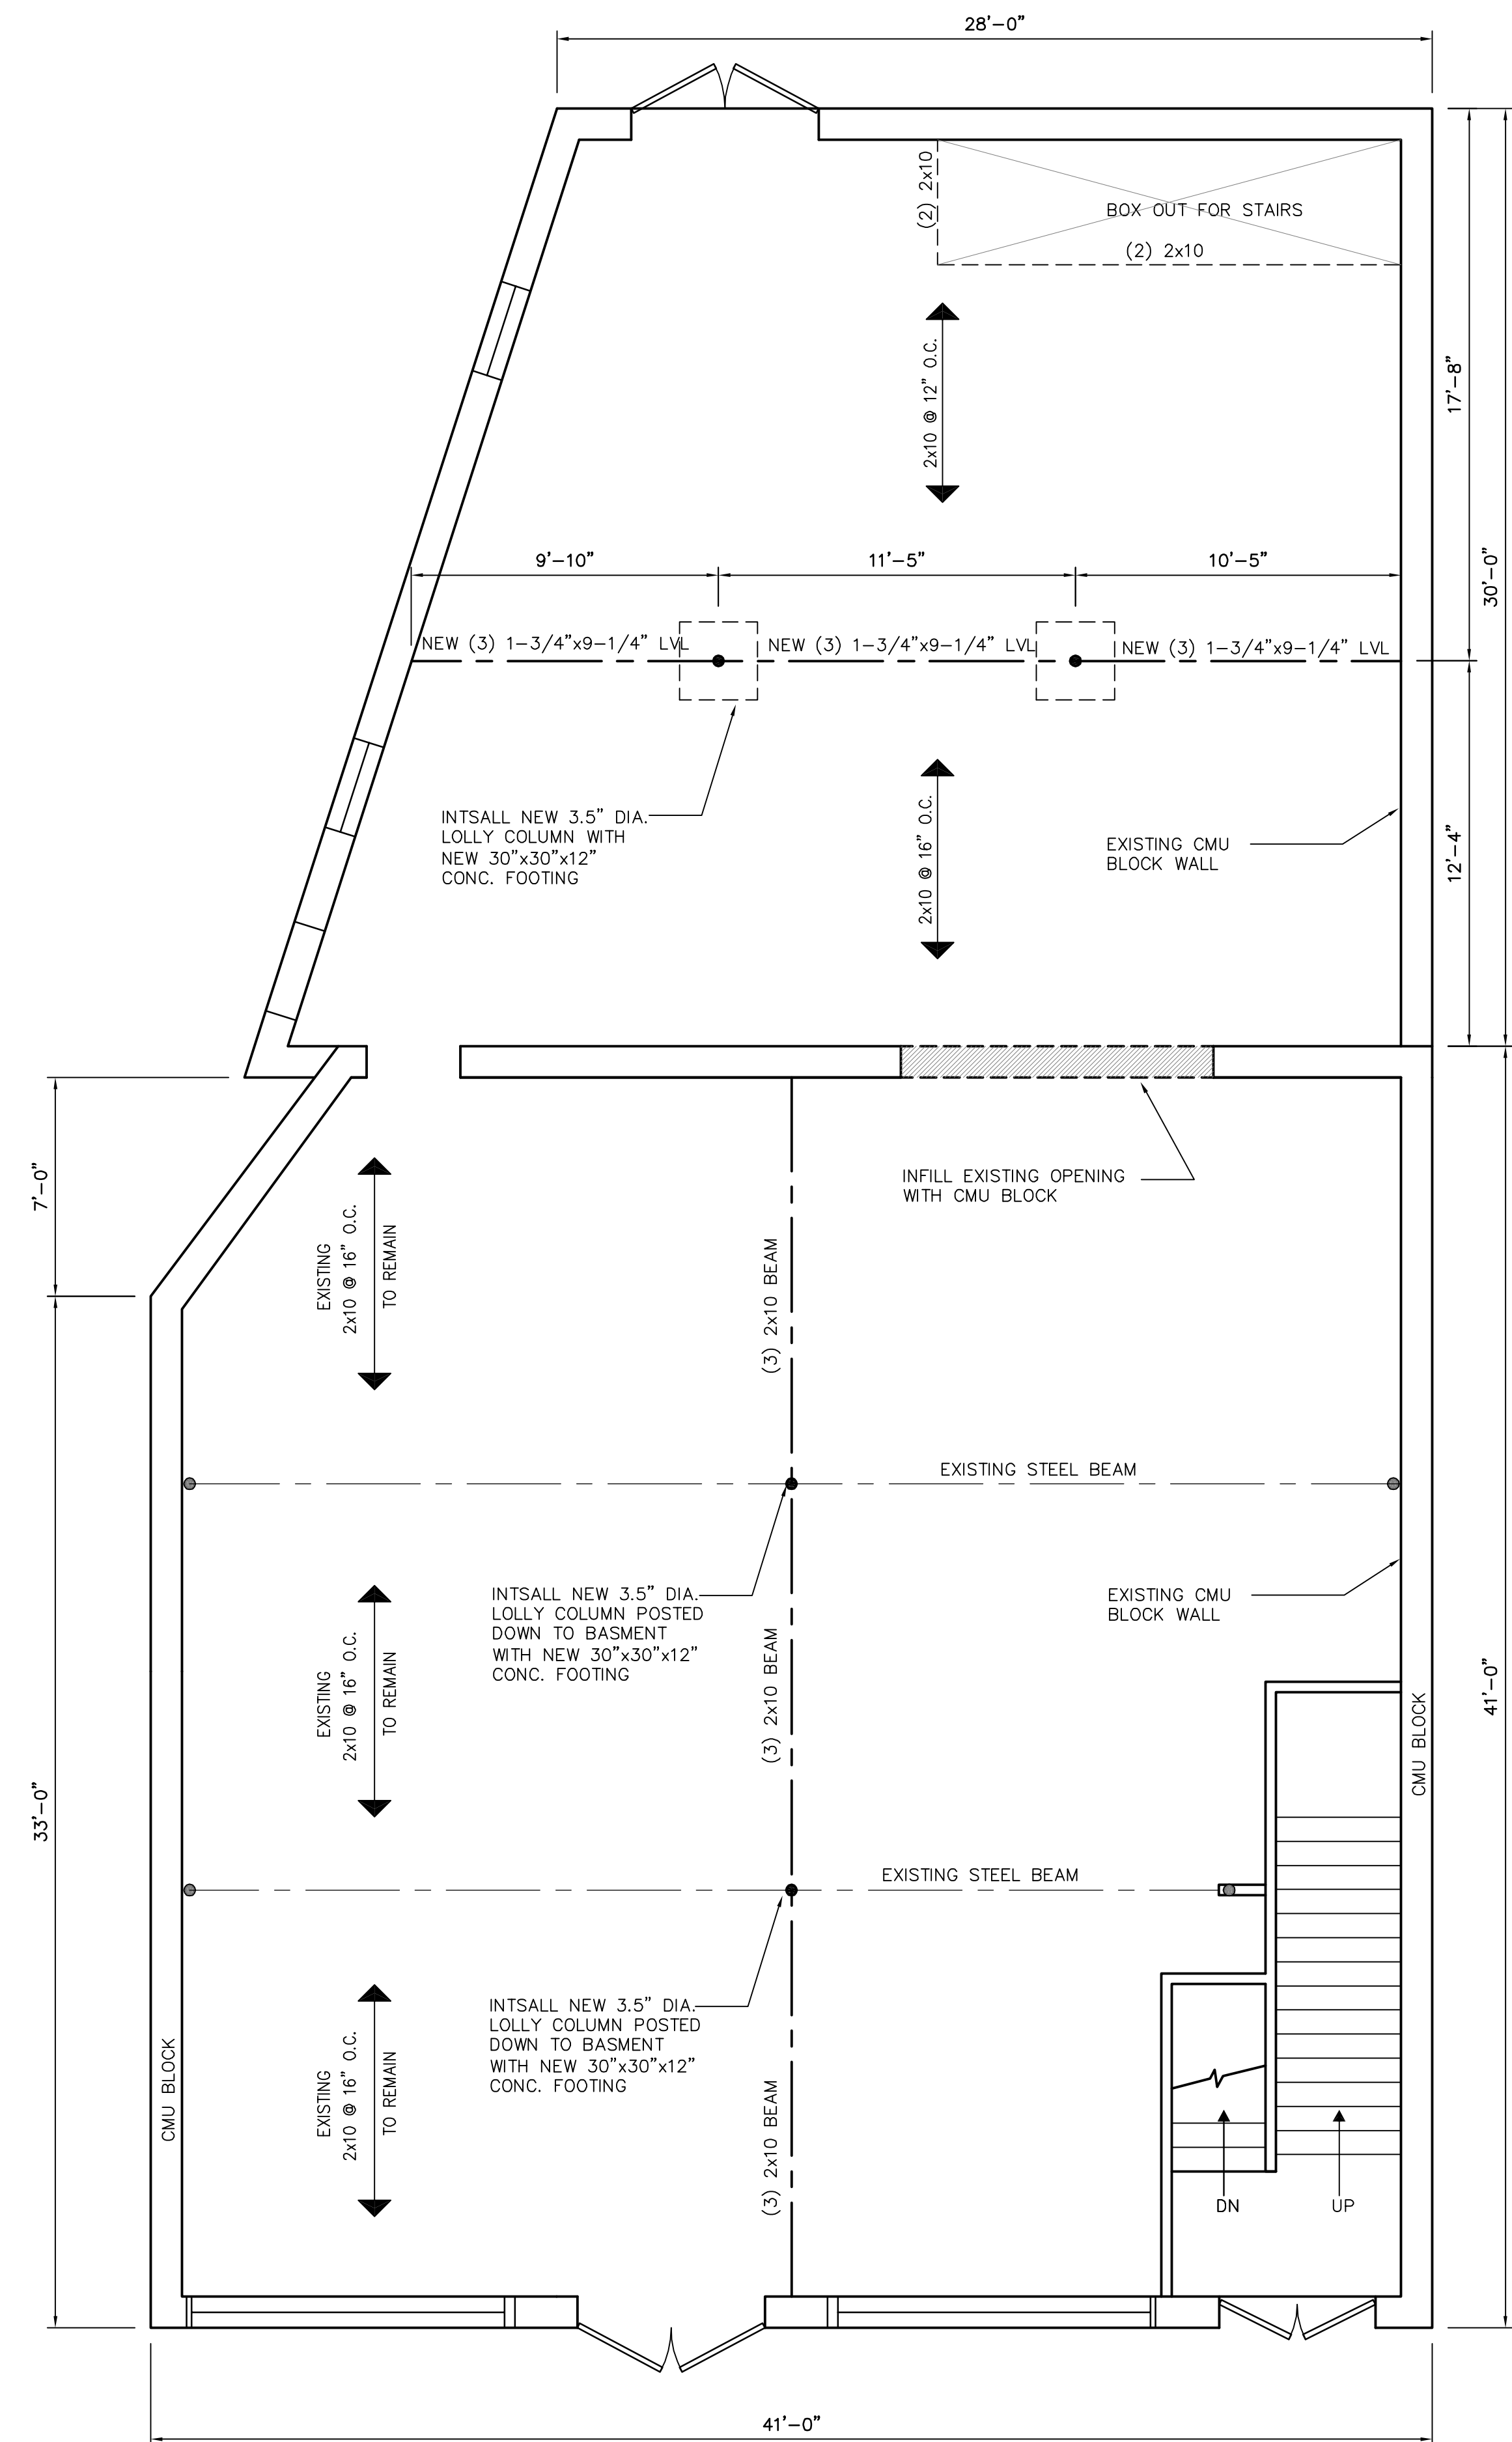 28'-0"
(2) 2x10
BOX OUT FOR STAIRS
(2) 2x10
2x10 @ 12" O.C.
17'-8"
30'-0"
9'-10"
11'-5"
10'-5"
NEW (3) 1-3/4"x9-1/4" LVL
NEW (3) 1-3/4"x9-1/4" LVL
NEW (3) 1-3/4"x9-1/4" LVL
INTSALL NEW 3.5" DIA.
LOLLY COLUMN WITH
NEW 30"x30"x12"
CONC. FOOTING
2x10 @ 16" O.C.
EXISTING CMU
BLOCK WALL
12'-4"
7'-0"
EXISTING
2x10 @ 16" O.C.
TO REMAIN
(3) 2x10 BEAM
INFILL EXISTING OPENING
WITH CMU BLOCK
EXISTING STEEL BEAM
INTSALL NEW 3.5" DIA.
LOLLY COLUMN POSTED
DOWN TO BASMENT
WITH NEW 30"x30"x12"
CONC. FOOTING
EXISTING CMU
BLOCK WALL
EXISTING
2x10 @ 16" O.C.
TO REMAIN
(3) 2x10 BEAM
CMU BLOCK
41'-0"
33'-0"
EXISTING STEEL BEAM
INTSALL NEW 3.5" DIA.
LOLLY COLUMN POSTED
DOWN TO BASMENT
WITH NEW 30"x30"x12"
CONC. FOOTING
CMU BLOCK
EXISTING
2x10 @ 16" O.C.
TO REMAIN
(3) 2x10 BEAM
DN
UP
41'-0"